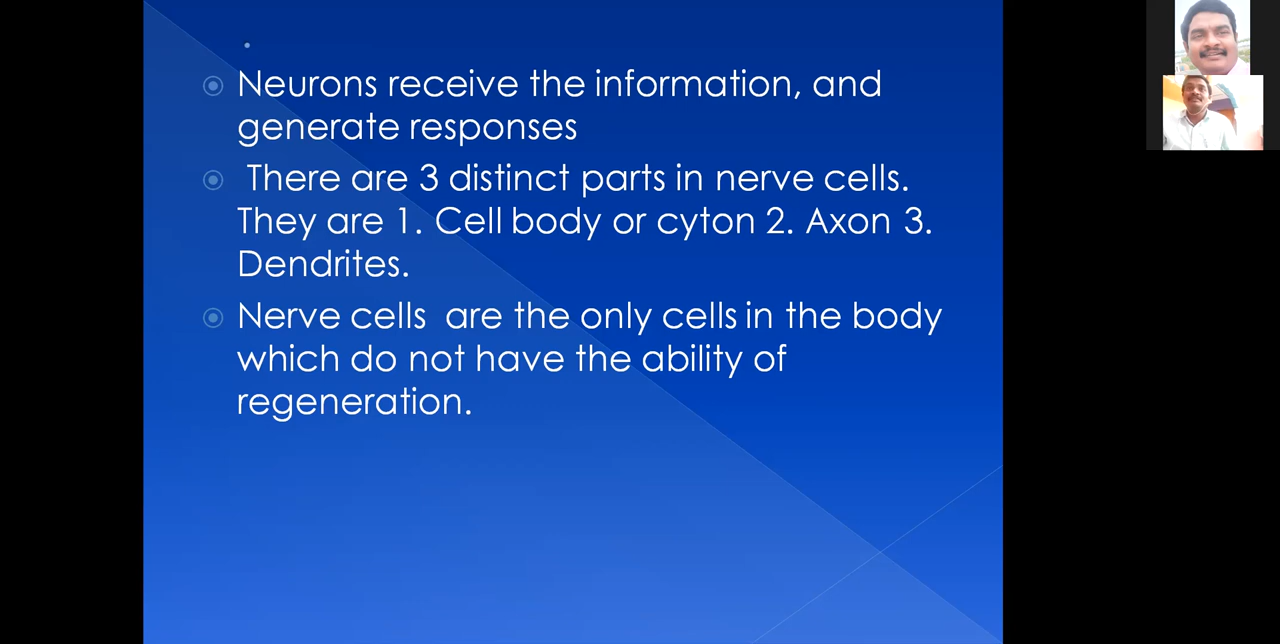 Neurons receive the information, and
generate responses
There are 3 distinct parts in nerve cells.
They are 1. Cell body or cyton 2. Axon 3.
Dendrites.
Nerve cells are the only cells in the body
which do not have the ability of
regeneration.